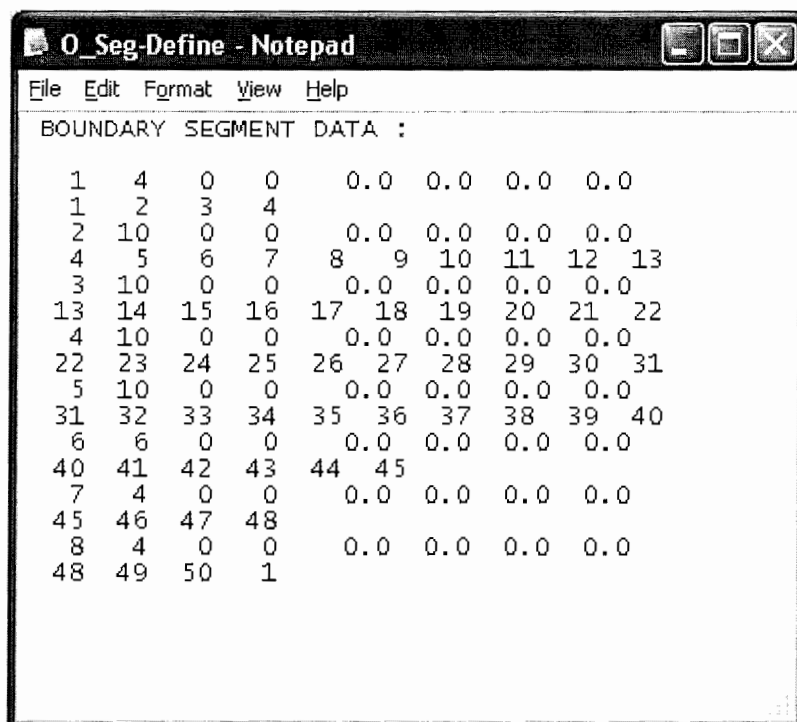 O_Seg-Define - Notepad
File Edit Format View Help
BOUNDARY SEGMENT DATA :
1 4 0 0 0.0 0.0 0.0 0.0
1 2 3 4
2 10 0 0 0.0 0.0 0.0 0.0
4 5 6 7 8 9 10 11 12 13
3 10 0 0 0.0 0.0 0.0 0.0
13 14 15 16 17 18 19 20 21 22
4 10 0 0 0.0 0.0 0.0 0.0
22 23 24 25 26 27 28 29 30 31
5 10 0 0 0.0 0.0 0.0 0.0
31 32 33 34 35 36 37 38 39 40
6 6 0 0 0.0 0.0 0.0 0.0
40 41 42 43 44 45
7 4 0 0 0.0 0.0 0.0 0.0
45 46 47 48
8 4 0 0 0.0 0.0 0.0 0.0
48 49 50 1